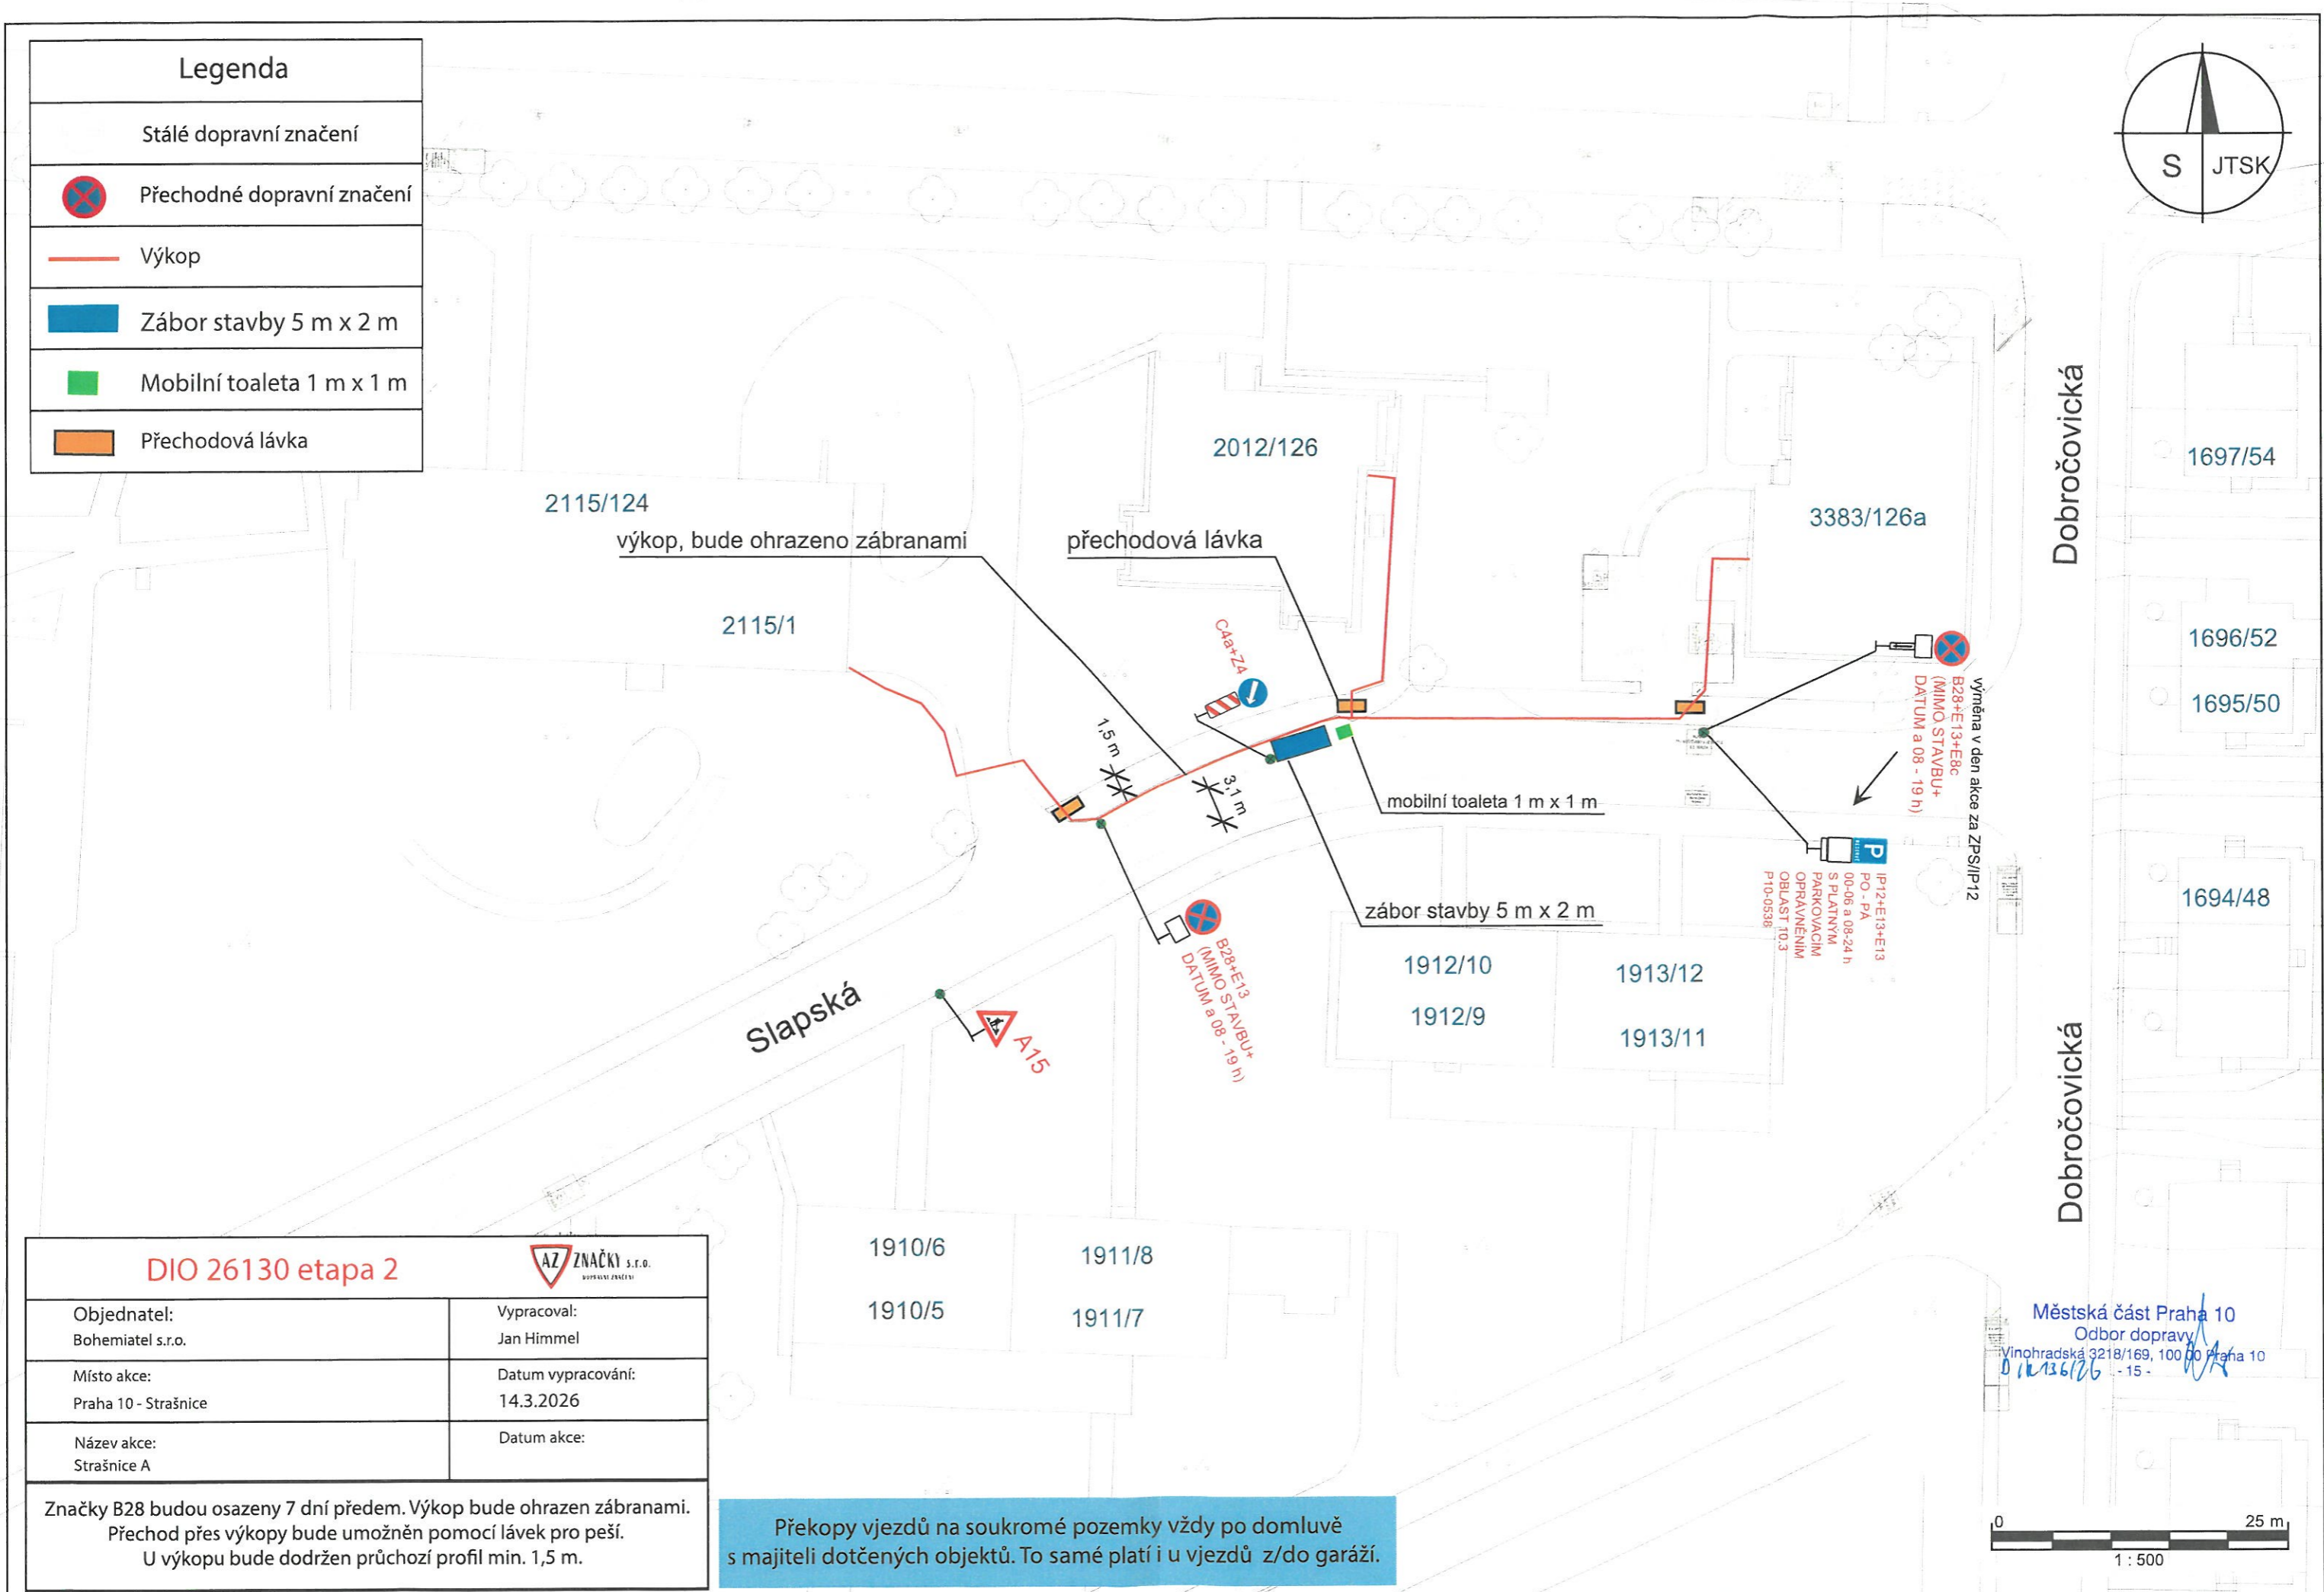 Legenda
Stálé dopravní značení
Přechodné dopravní značení
Výkop
Zábor stavby 5 m x 2 m
Mobilní toaleta 1 m x 1 m
Přechodová lávka
S JTSK
2115/124
výkop, bude ohrazeno zábranami
2115/1
2012/126
přechodová lávka
3383/126a
Dobročovická
1697/54
1696/52
1695/50
1694/48
C4a+Z4
1,5 m
3,1 m
mobilní toaleta 1 m x 1 m
zábor stavby 5 m x 2 m
výměna v den akce za ZPS/IP12
B28+E13+E8c
(MIMO STAVBU+
DATUM a 08 - 19 h)
P
IP12+E13+E13
PO - PÁ
00-06 a 08-24 h
S PLATNÝM
PARKOVACÍM
OPRÁVNĚNÍM
OBLAST 10.3
P10-0538
B28+E13
(MIMO STAVBU+
DATUM a 08 - 19 h)
A15
Slapská
1912/10
1912/9
1913/12
1913/11
1910/6
1910/5
1911/8
1911/7
Dobročovická
DIO 26130 etapa 2
AZ ZNAČKY s.r.o.
DOPRAVNÍ ZNAČENÍ
Objednatel:
Bohemiatel s.r.o.
Vypracoval:
Jan Himmel
Místo akce:
Praha 10 - Strašnice
Datum vypracování:
14.3.2026
Název akce:
Strašnice A
Datum akce:
Značky B28 budou osazeny 7 dní předem. Výkop bude ohrazen zábranami.
Přechod přes výkopy bude umožněn pomocí lávek pro peší.
U výkopu bude dodržen průchozí profil min. 1,5 m.
Překopy vjezdů na soukromé pozemky vždy po domluvě
s majiteli dotčených objektů. To samé platí i u vjezdů z/do garáží.
Městská část Praha 10
Odbor dopravy
Vinohradská 3218/169, 100 00 Praha 10
- 15 -
0 25 m
1 : 500